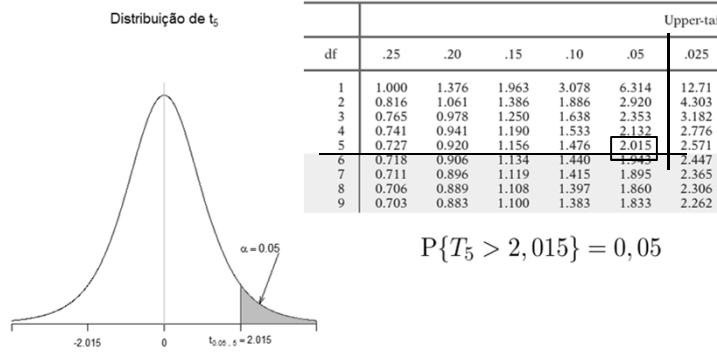 Distribuição de t₅
α = 0.05
-2.015 0 t₀.₀₅ , ₅ = 2.015
Upper-tai
df .25 .20 .15 .10 .05 .025
1 1.000 1.376 1.963 3.078 6.314 12.71
2 0.816 1.061 1.386 1.886 2.920 4.303
3 0.765 0.978 1.250 1.638 2.353 3.182
4 0.741 0.941 1.190 1.533 2.132 2.776
5 0.727 0.920 1.156 1.476 2.015 2.571
6 0.718 0.906 1.134 1.440 1.943 2.447
7 0.711 0.896 1.119 1.415 1.895 2.365
8 0.706 0.889 1.108 1.397 1.860 2.306
9 0.703 0.883 1.100 1.383 1.833 2.262
P{T₅ > 2, 015} = 0, 05